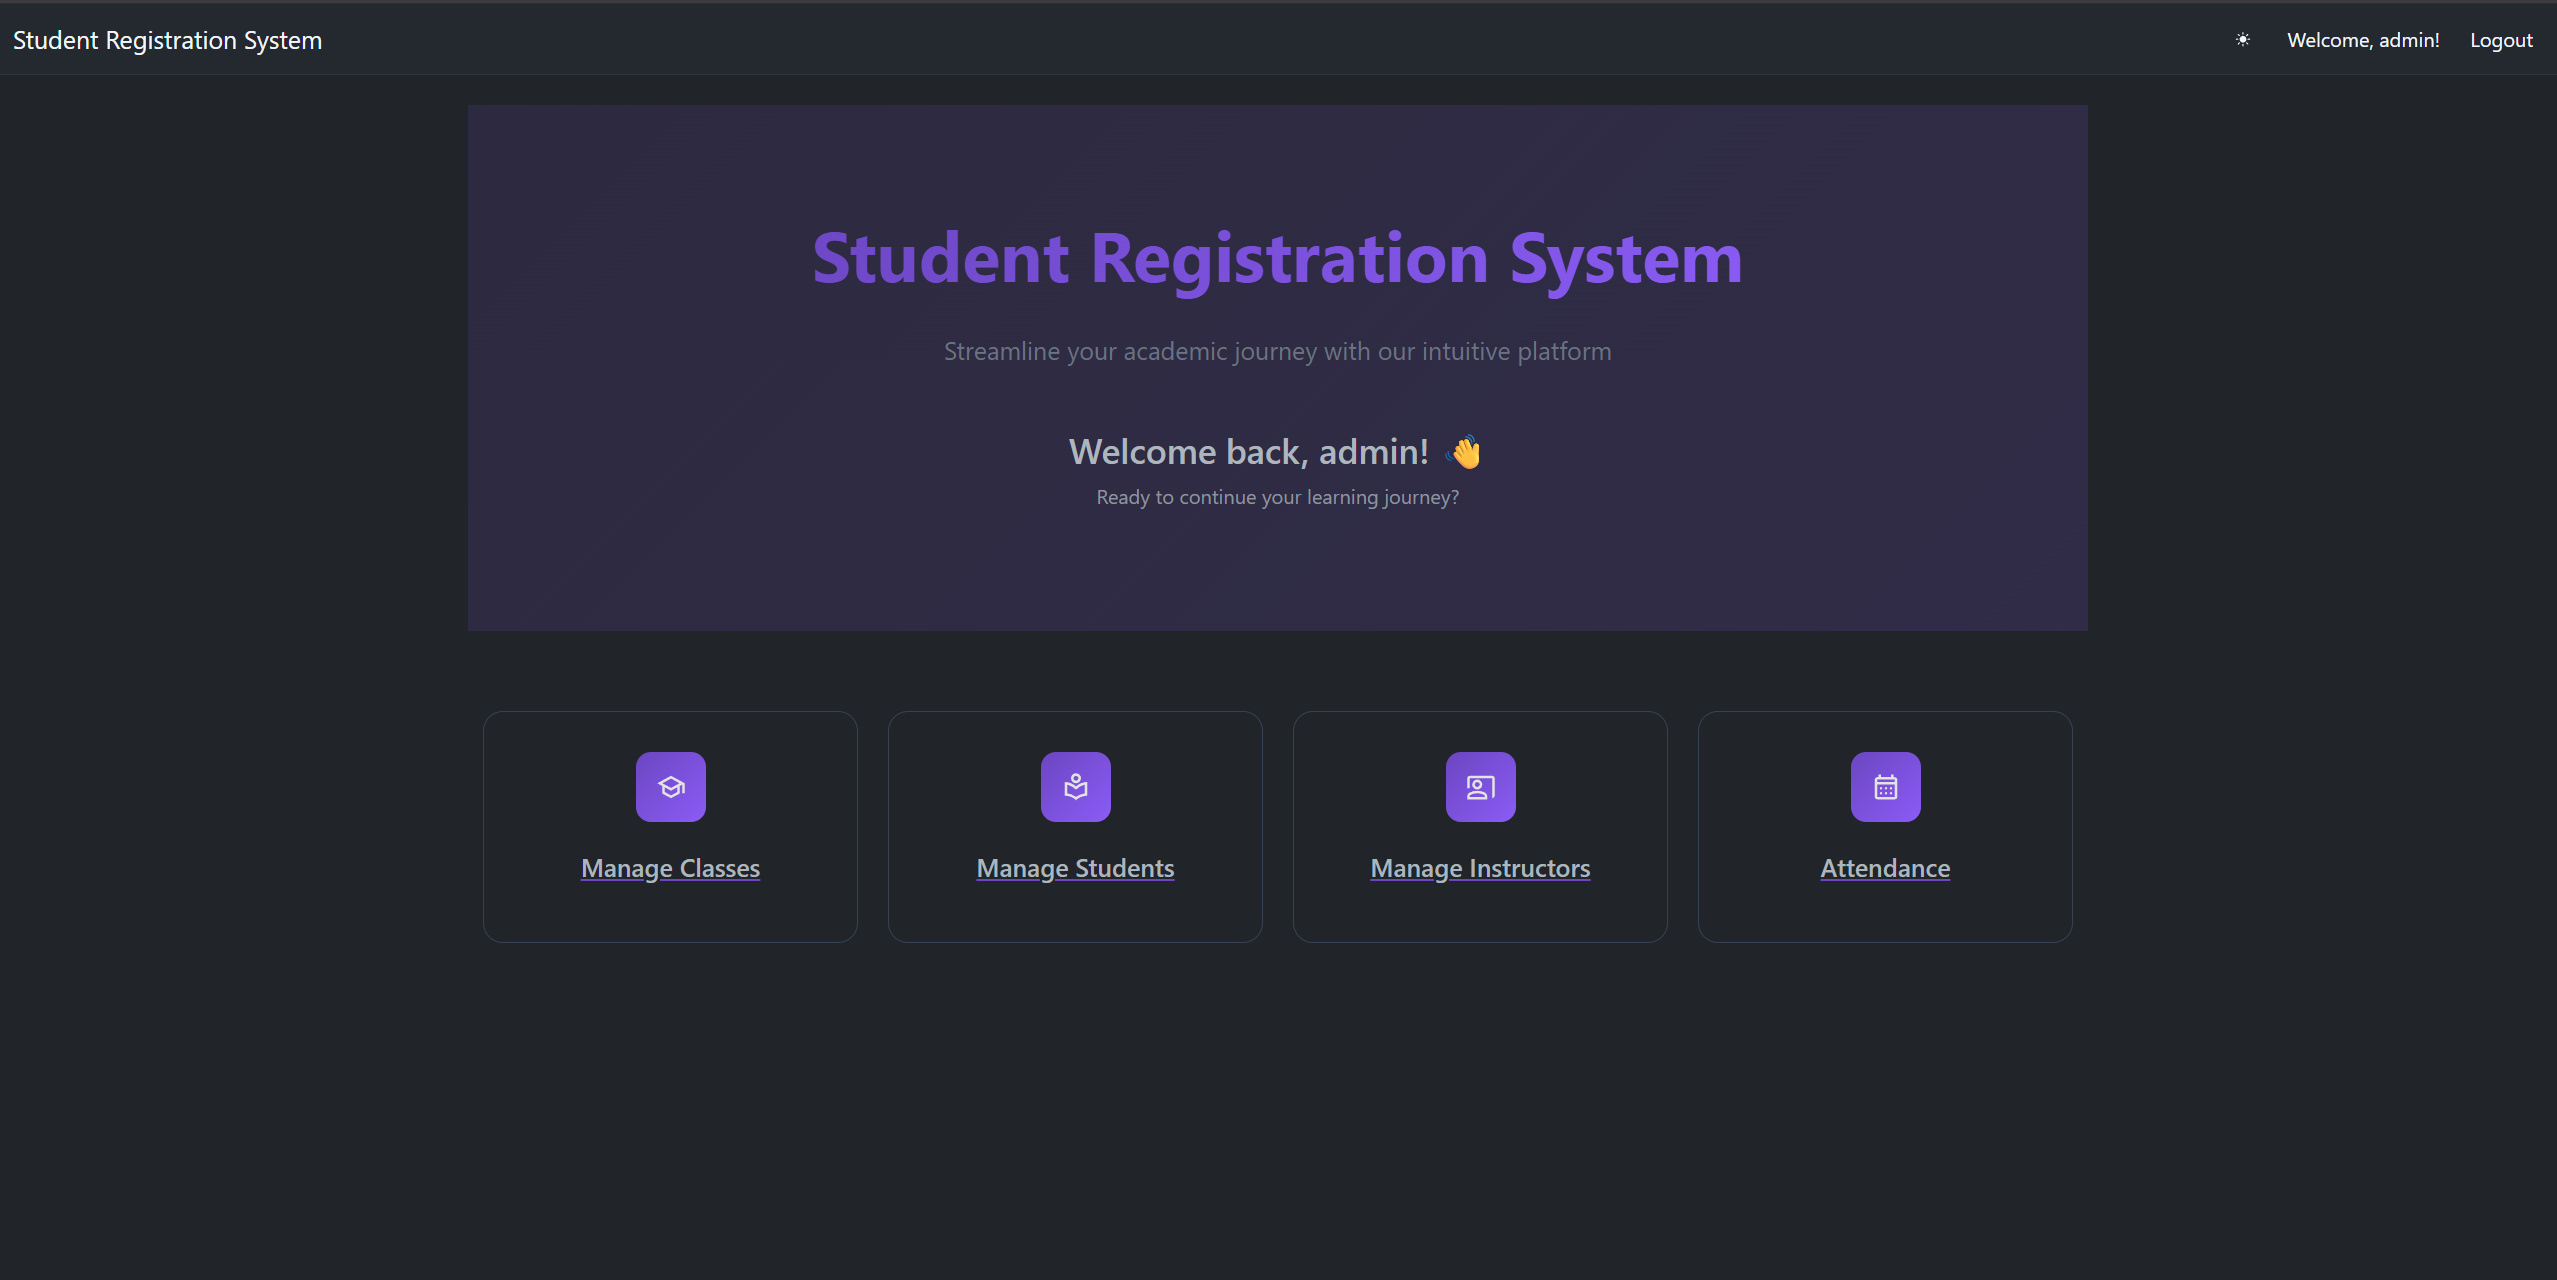 Student Registration System
Welcome, admin!
Logout
Student Registration System
Streamline your academic journey with our intuitive platform
Welcome back, admin! 👋
Ready to continue your learning journey?
Manage Classes
Manage Students
Manage Instructors
Attendance